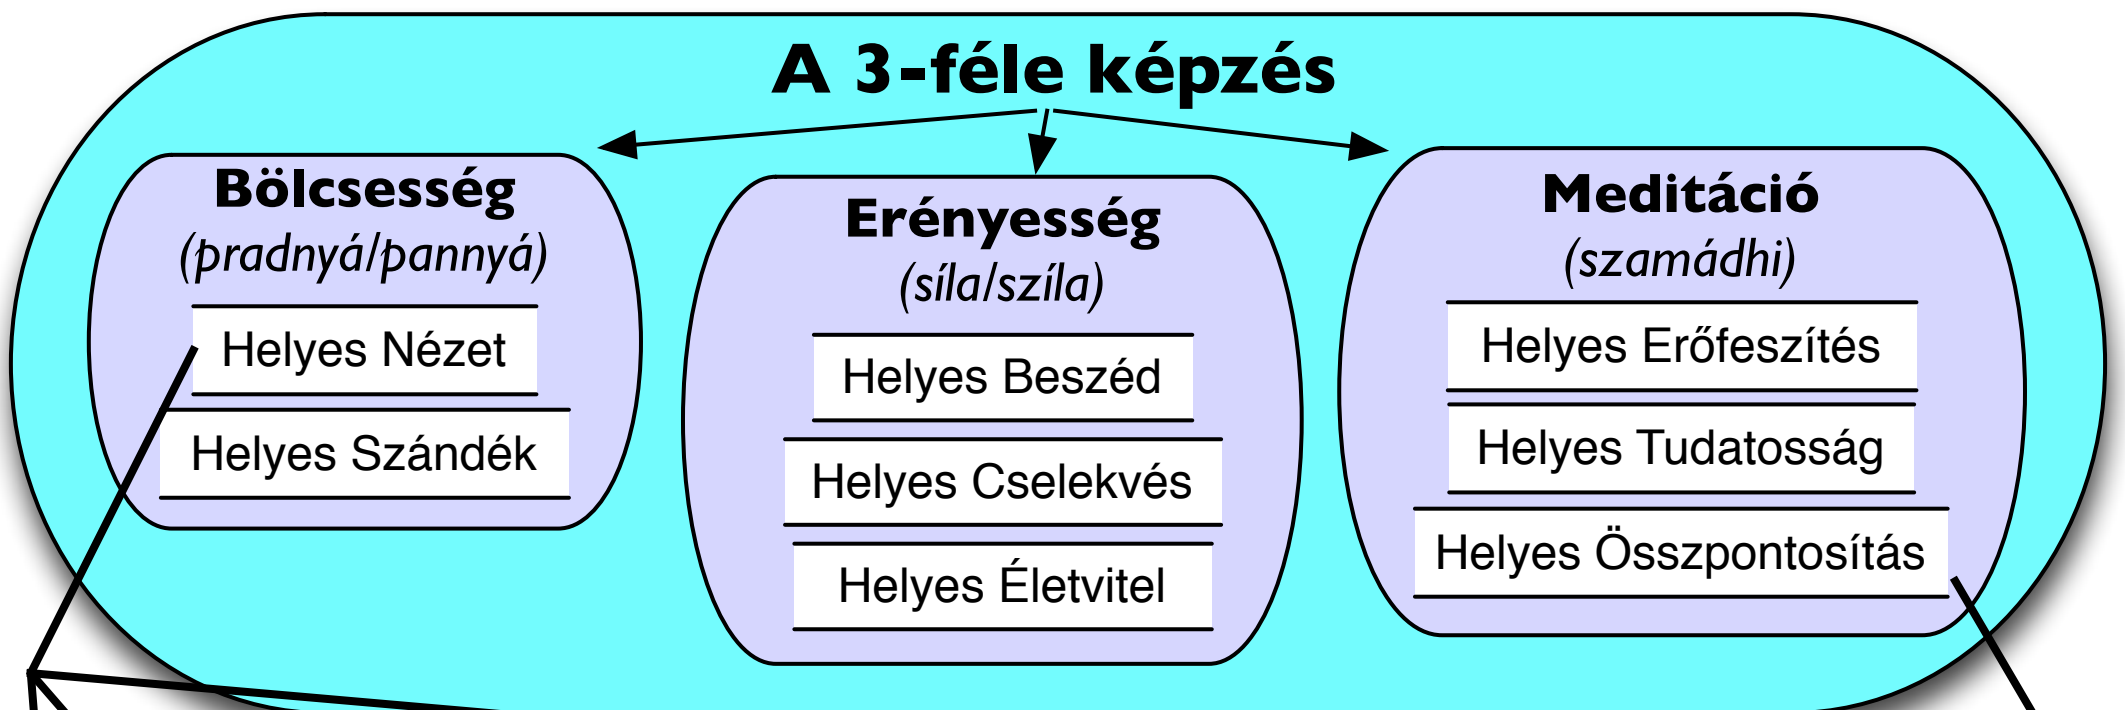 A 3-féle képzés
Bölcsesség
(pradnyá/pannyá)
Helyes Nézet
Helyes Szándék
Erényesség
(síla/szíla)
Helyes Beszéd
Helyes Cselekvés
Helyes Életvitel
Meditáció
(szamádhi)
Helyes Erőfeszítés
Helyes Tudatosság
Helyes Összpontosítás